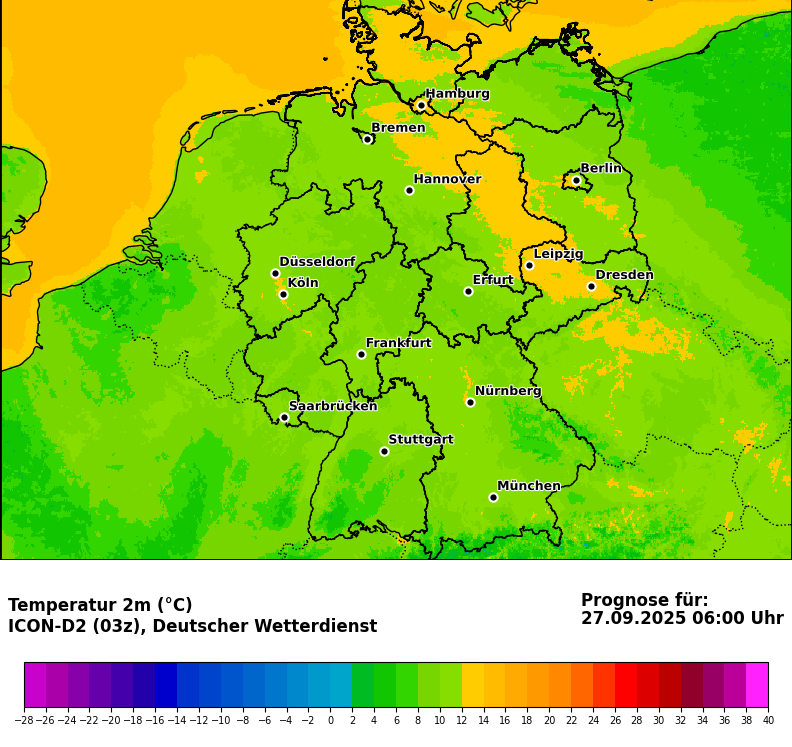 Hamburg
Bremen
Berlin
Hannover
Leipzig
Düsseldorf
Dresden
Köln
Erfurt
Frankfurt
Nürnberg
Saarbrücken
Stuttgart
München
Temperatur 2m (°C)
ICON-D2 (03z), Deutscher Wetterdienst
Prognose für:
27.09.2025 06:00 Uhr
−28 −26 −24 −22 −20 −18 −16 −14 −12 −10 −8 −6 −4 −2 0 2 4 6 8 10 12 14 16 18 20 22 24 26 28 30 32 34 36 38 40